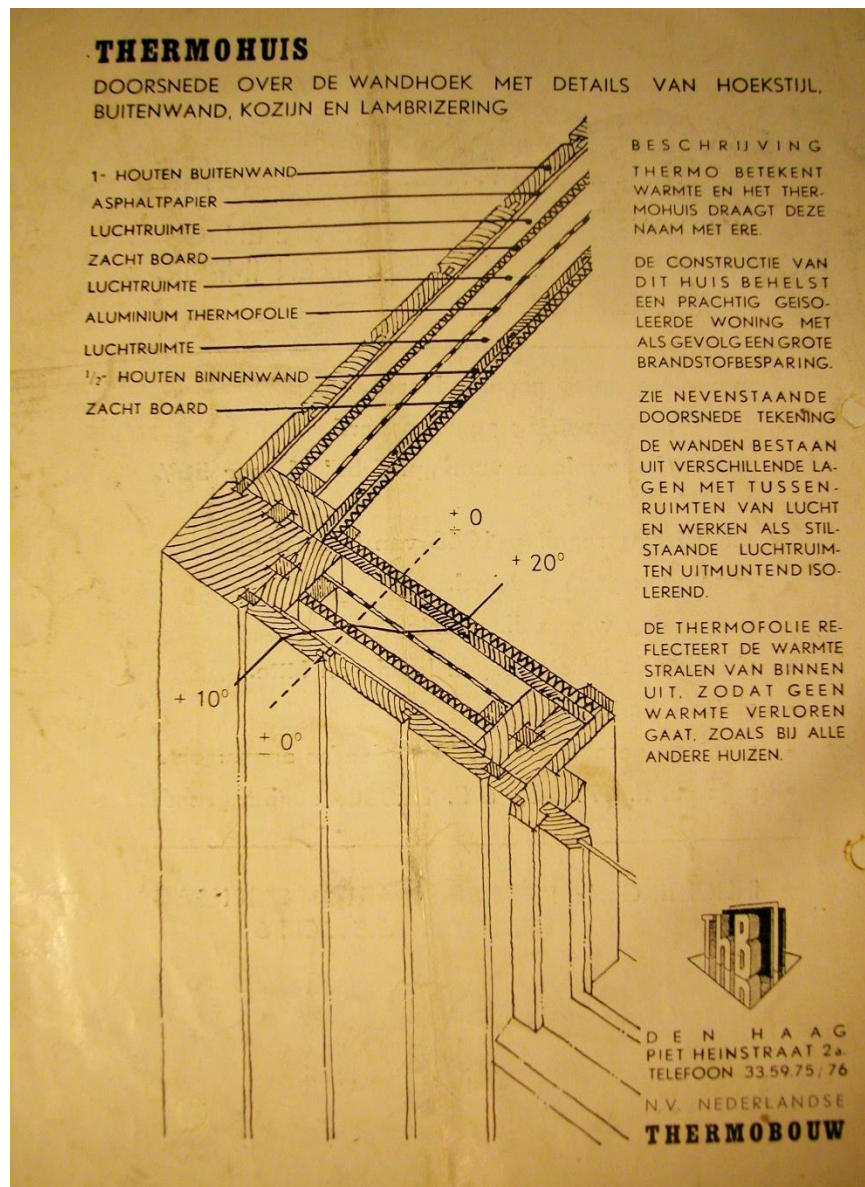 THERMOHUIS
DOORSNEDE OVER DE WANDHOEK MET DETAILS VAN HOEKSTIJL,
BUITENWAND, KOZIJN EN LAMBRIZERING
1- HOUTEN BUITENWAND
ASPHALTPAPIER
LUCHTRUIMTE
ZACHT BOARD
LUCHTRUIMTE
ALUMINIUM THERMOFOLIE
LUCHTRUIMTE
1/2- HOUTEN BINNENWAND
ZACHT BOARD
+ ÷ 0
+ 20°
+ 10°
± 0°
BESCHRIJVING
THERMO BETEKENT
WARMTE EN HET THER-
MOHUIS DRAAGT DEZE
NAAM MET ERE.
DE CONSTRUCTIE VAN
DIT HUIS BEHELST
EEN PRACHTIG GEISO-
LEERDE WONING MET
ALS GEVOLG EEN GROTE
BRANDSTOFBESPARING.
ZIE NEVENSTAANDE
DOORSNEDE TEKENING
DE WANDEN BESTAAN
UIT VERSCHILLENDE LA-
GEN MET TUSSEN-
RUIMTEN VAN LUCHT
EN WERKEN ALS STIL-
STAANDE LUCHTRUIM-
TEN UITMUNTEND ISO-
LEREND.
DE THERMOFOLIE RE-
FLECTEERT DE WARMTE
STRALEN VAN BINNEN
UIT, ZODAT GEEN
WARMTE VERLOREN
GAAT, ZOALS BIJ ALLE
ANDERE HUIZEN.
ThB
DEN HAAG
PIET HEINSTRAAT 2a.
TELEFOON 33.59.75/76
N.V. NEDERLANDSE
THERMOBOUW